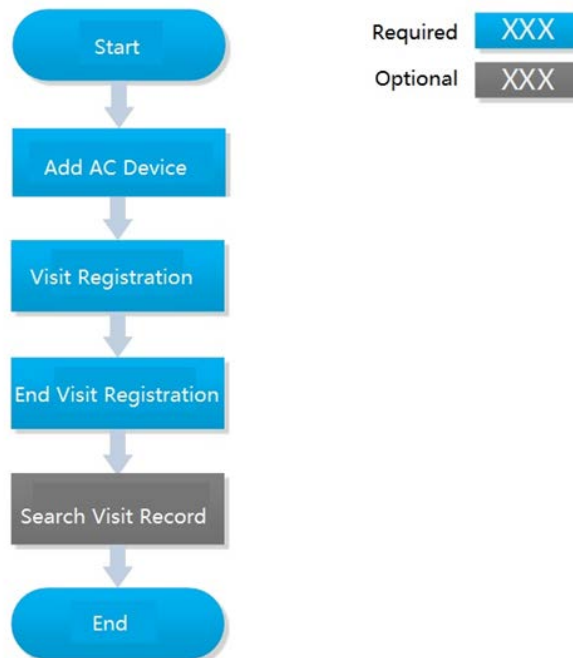 Start
Required XXX
Optional XXX
Add AC Device
Visit Registration
End Visit Registration
Search Visit Record
End